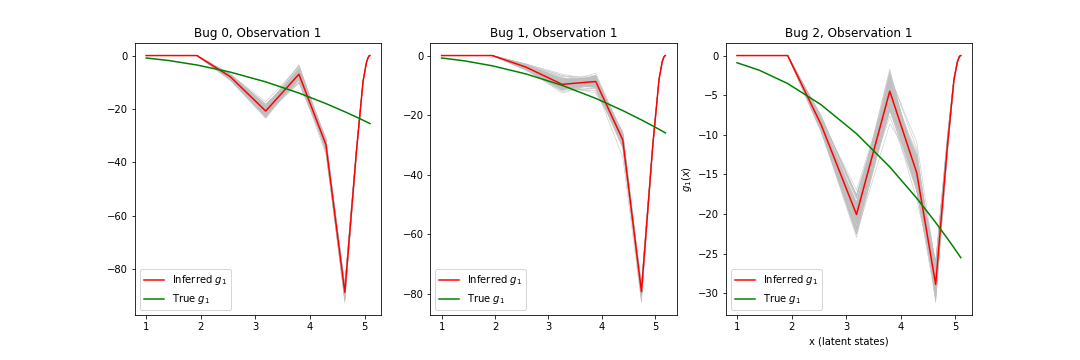 Bug 0, Observation 1
0
−20
−40
−60
−80
1 2 3 4 5
Inferred g₁
True g₁
Bug 1, Observation 1
0
−20
−40
−60
−80
1 2 3 4 5
Inferred g₁
True g₁
Bug 2, Observation 1
g₁(x)
0
−5
−10
−15
−20
−25
−30
1 2 3 4 5
x (latent states)
Inferred g₁
True g₁